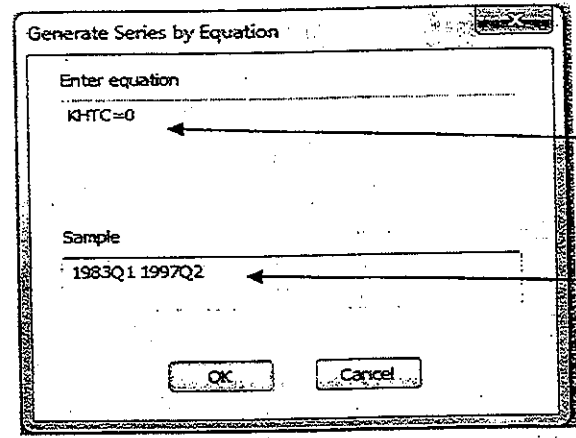 Generate Series by Equation
Enter equation
KHTC=0
Sample
1983Q1 1997Q2
OK
Cancel